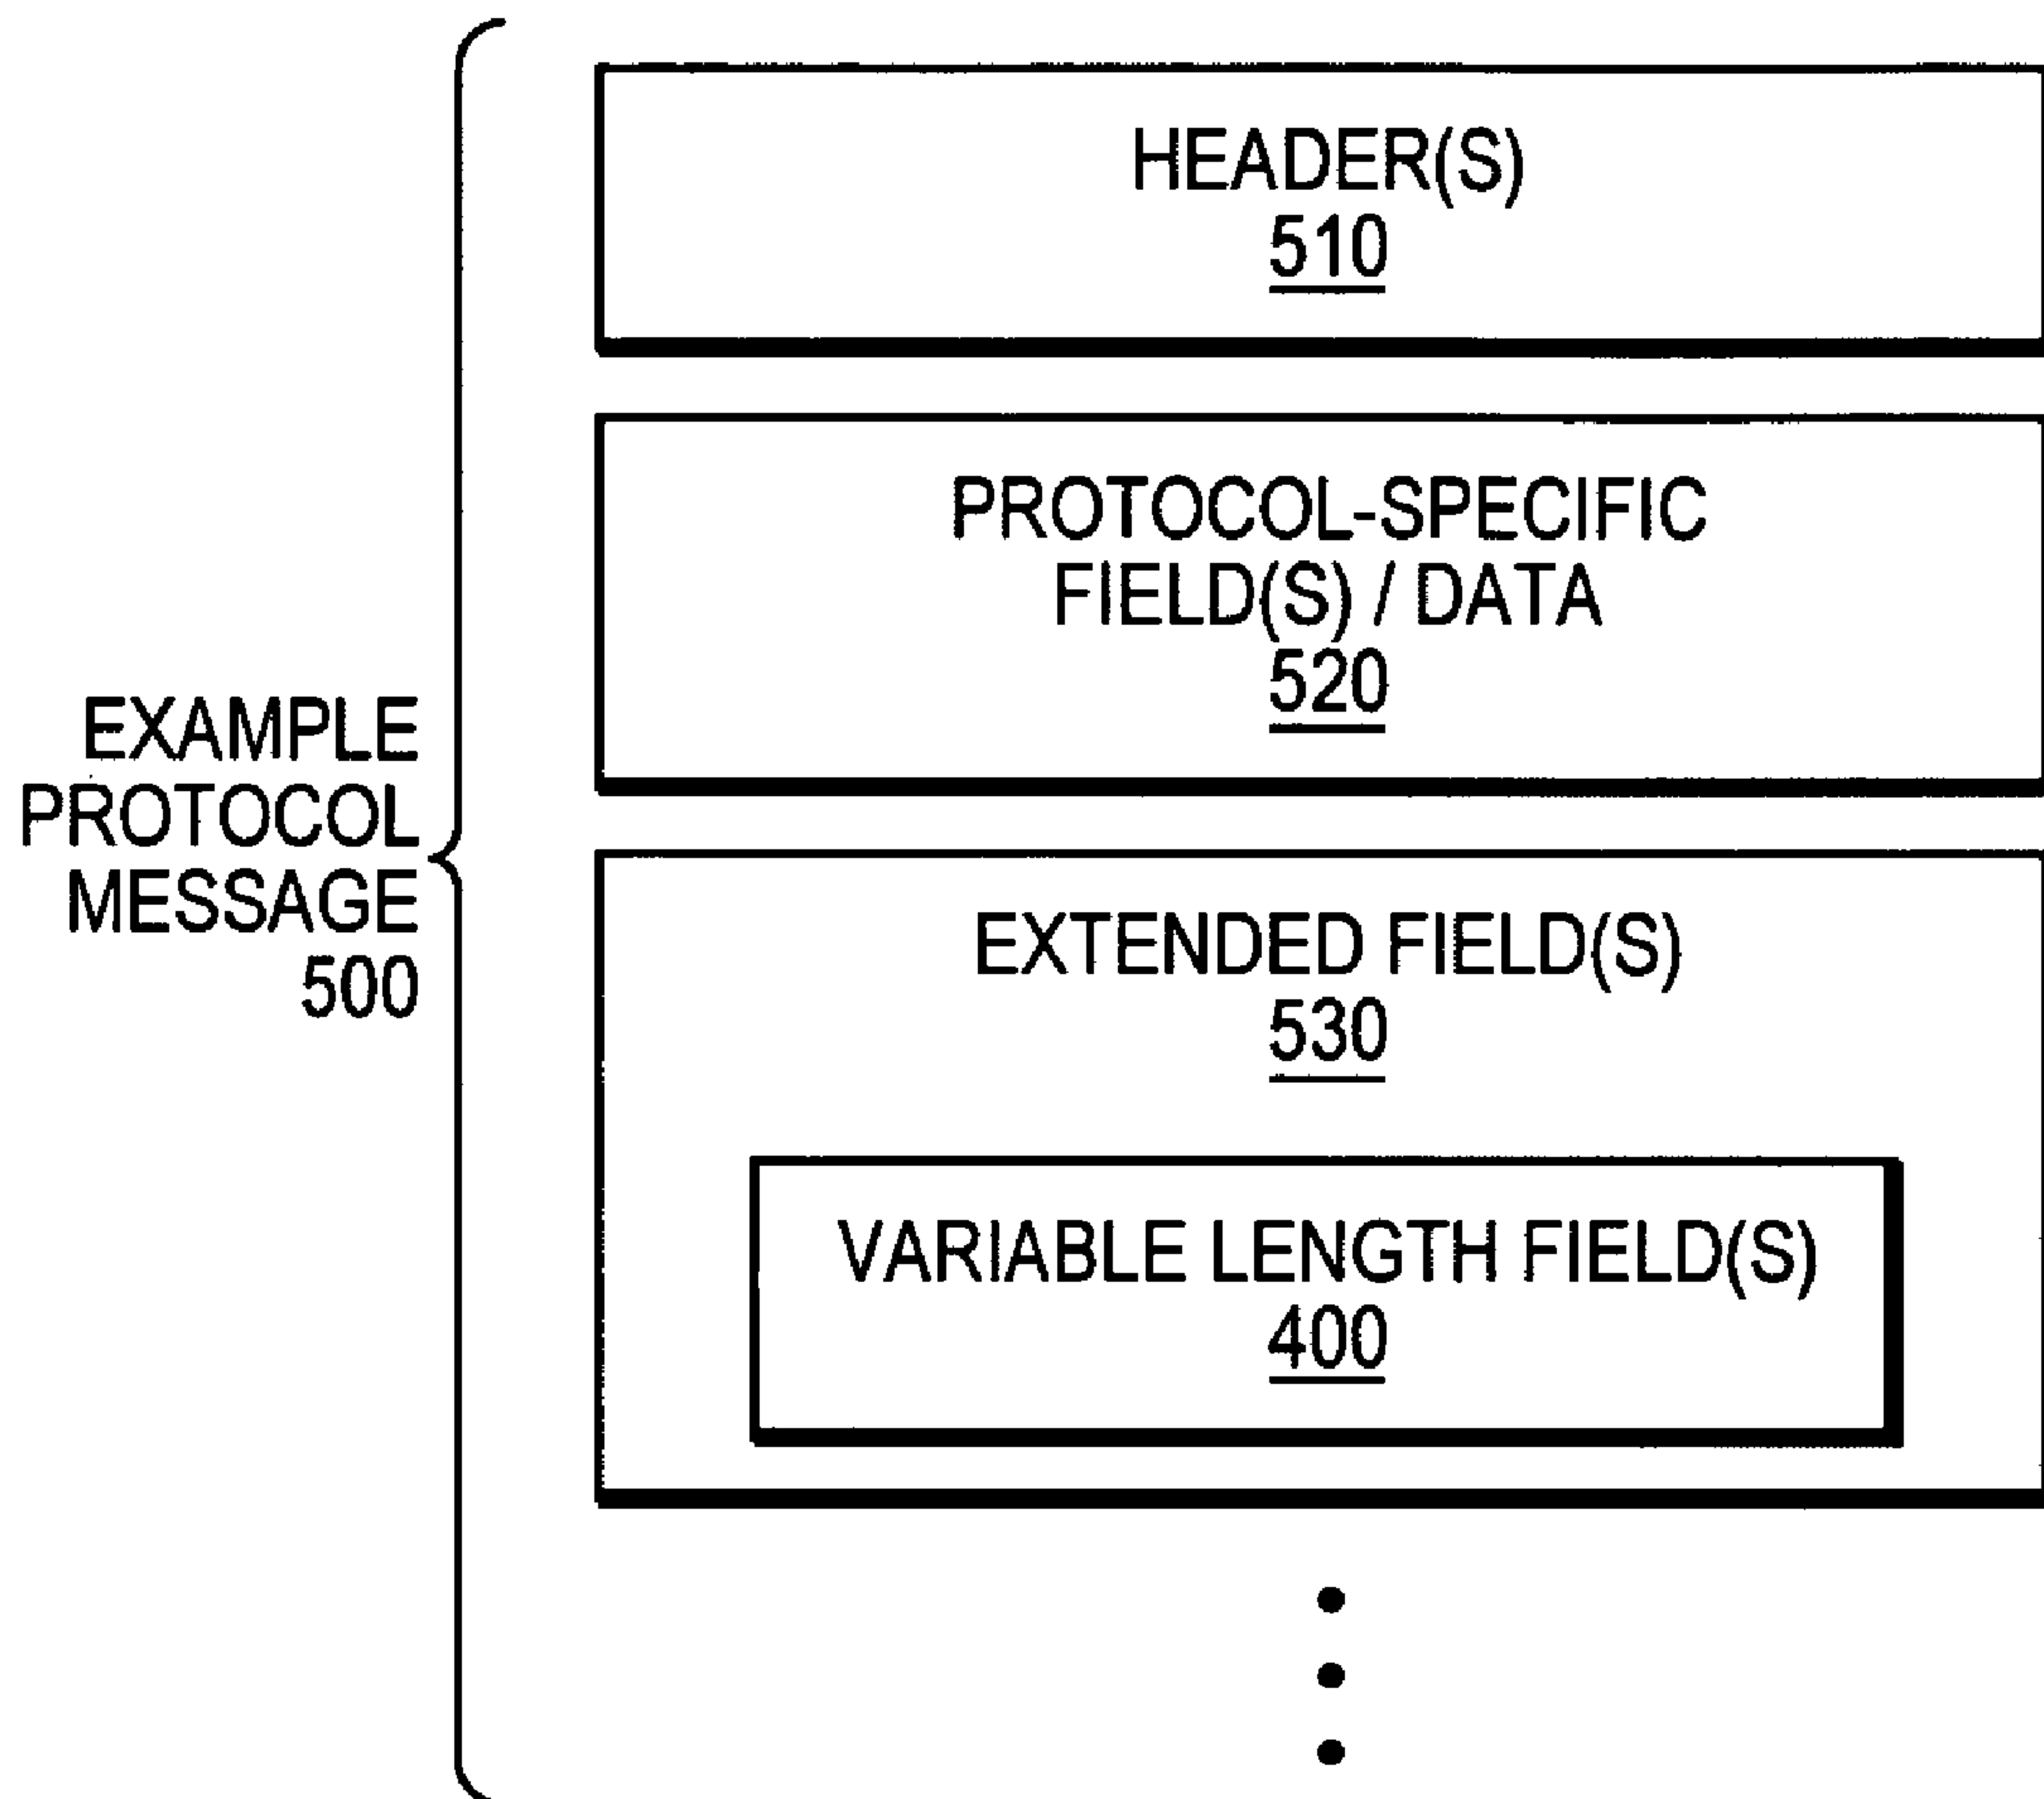 HEADER(S)
510
PROTOCOL-SPECIFIC
FIELD(S) / DATA
520
EXAMPLE
PROTOCOL
MESSAGE
500
EXTENDED FIELD(S)
530
VARIABLE LENGTH FIELD(S)
400